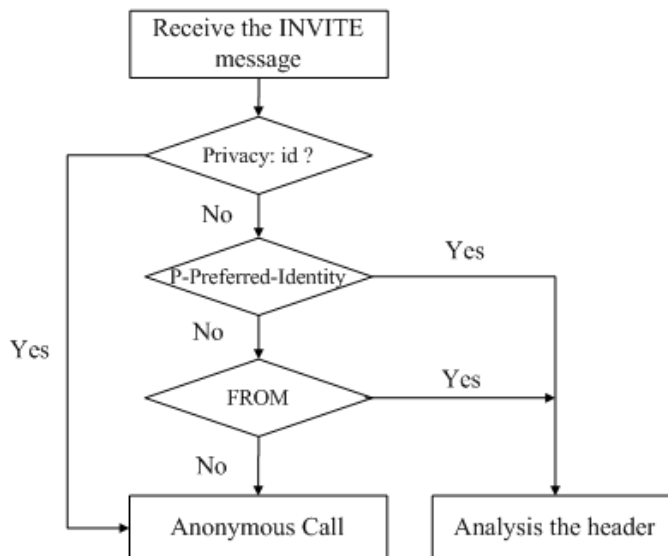 Receive the INVITE
message
Privacy: id ?
No
P-Preferred-Identity
Yes
No
Yes
FROM
Yes
No
Anonymous Call
Analysis the header